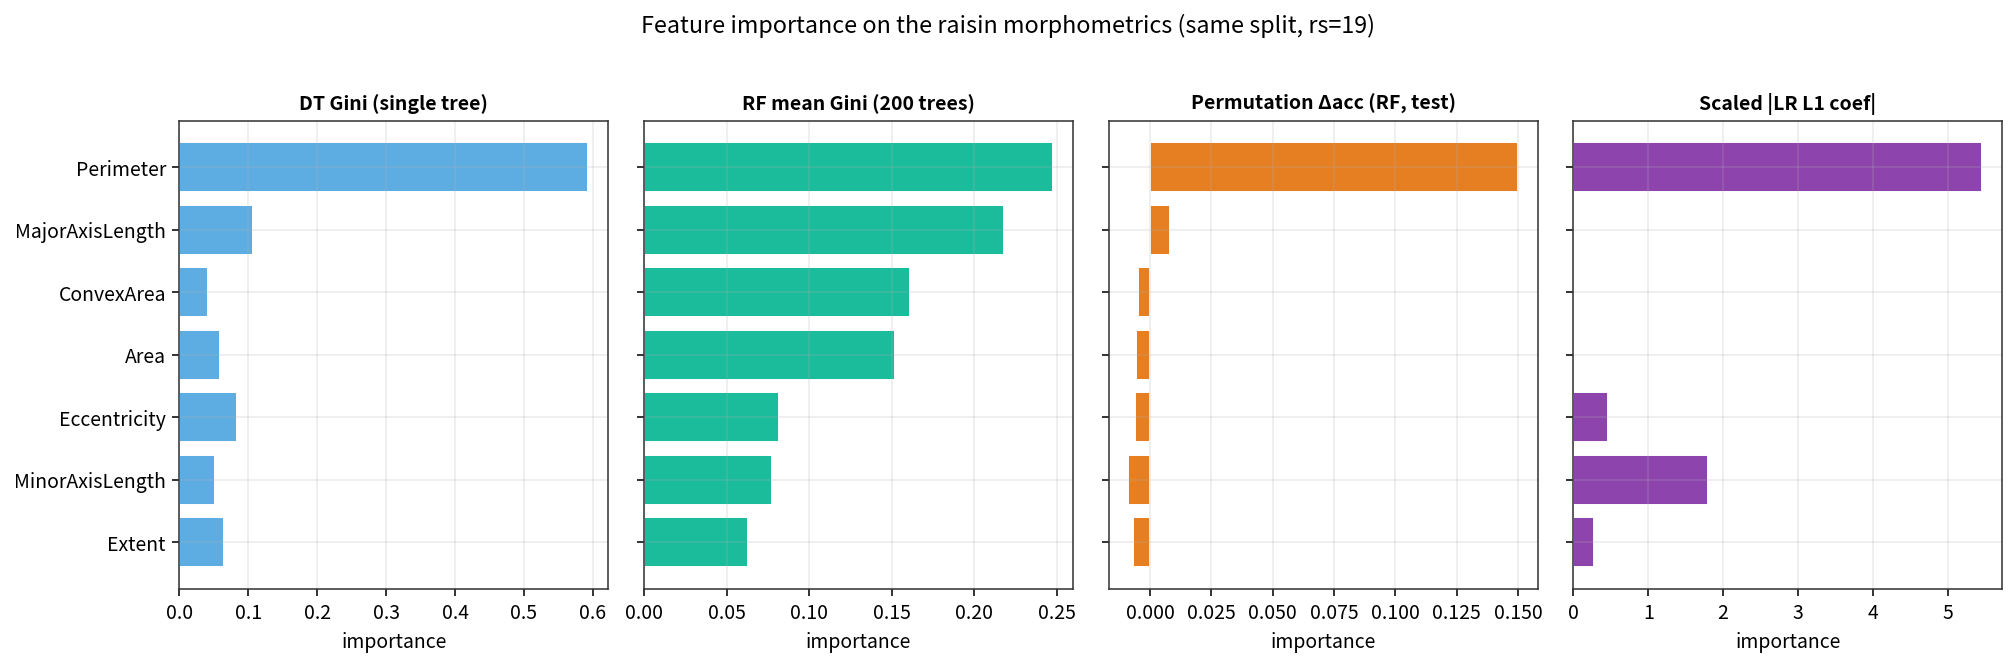 Feature importance on the raisin morphometrics (same split, rs=19)
DT Gini (single tree)
RF mean Gini (200 trees)
Permutation Δacc (RF, test)
Scaled |LR L1 coef|
Perimeter
MajorAxisLength
ConvexArea
Area
Eccentricity
MinorAxisLength
Extent
0.0 0.1 0.2 0.3 0.4 0.5 0.6
importance
0.00 0.05 0.10 0.15 0.20 0.25
importance
0.000 0.025 0.050 0.075 0.100 0.125 0.150
importance
0 1 2 3 4 5
importance